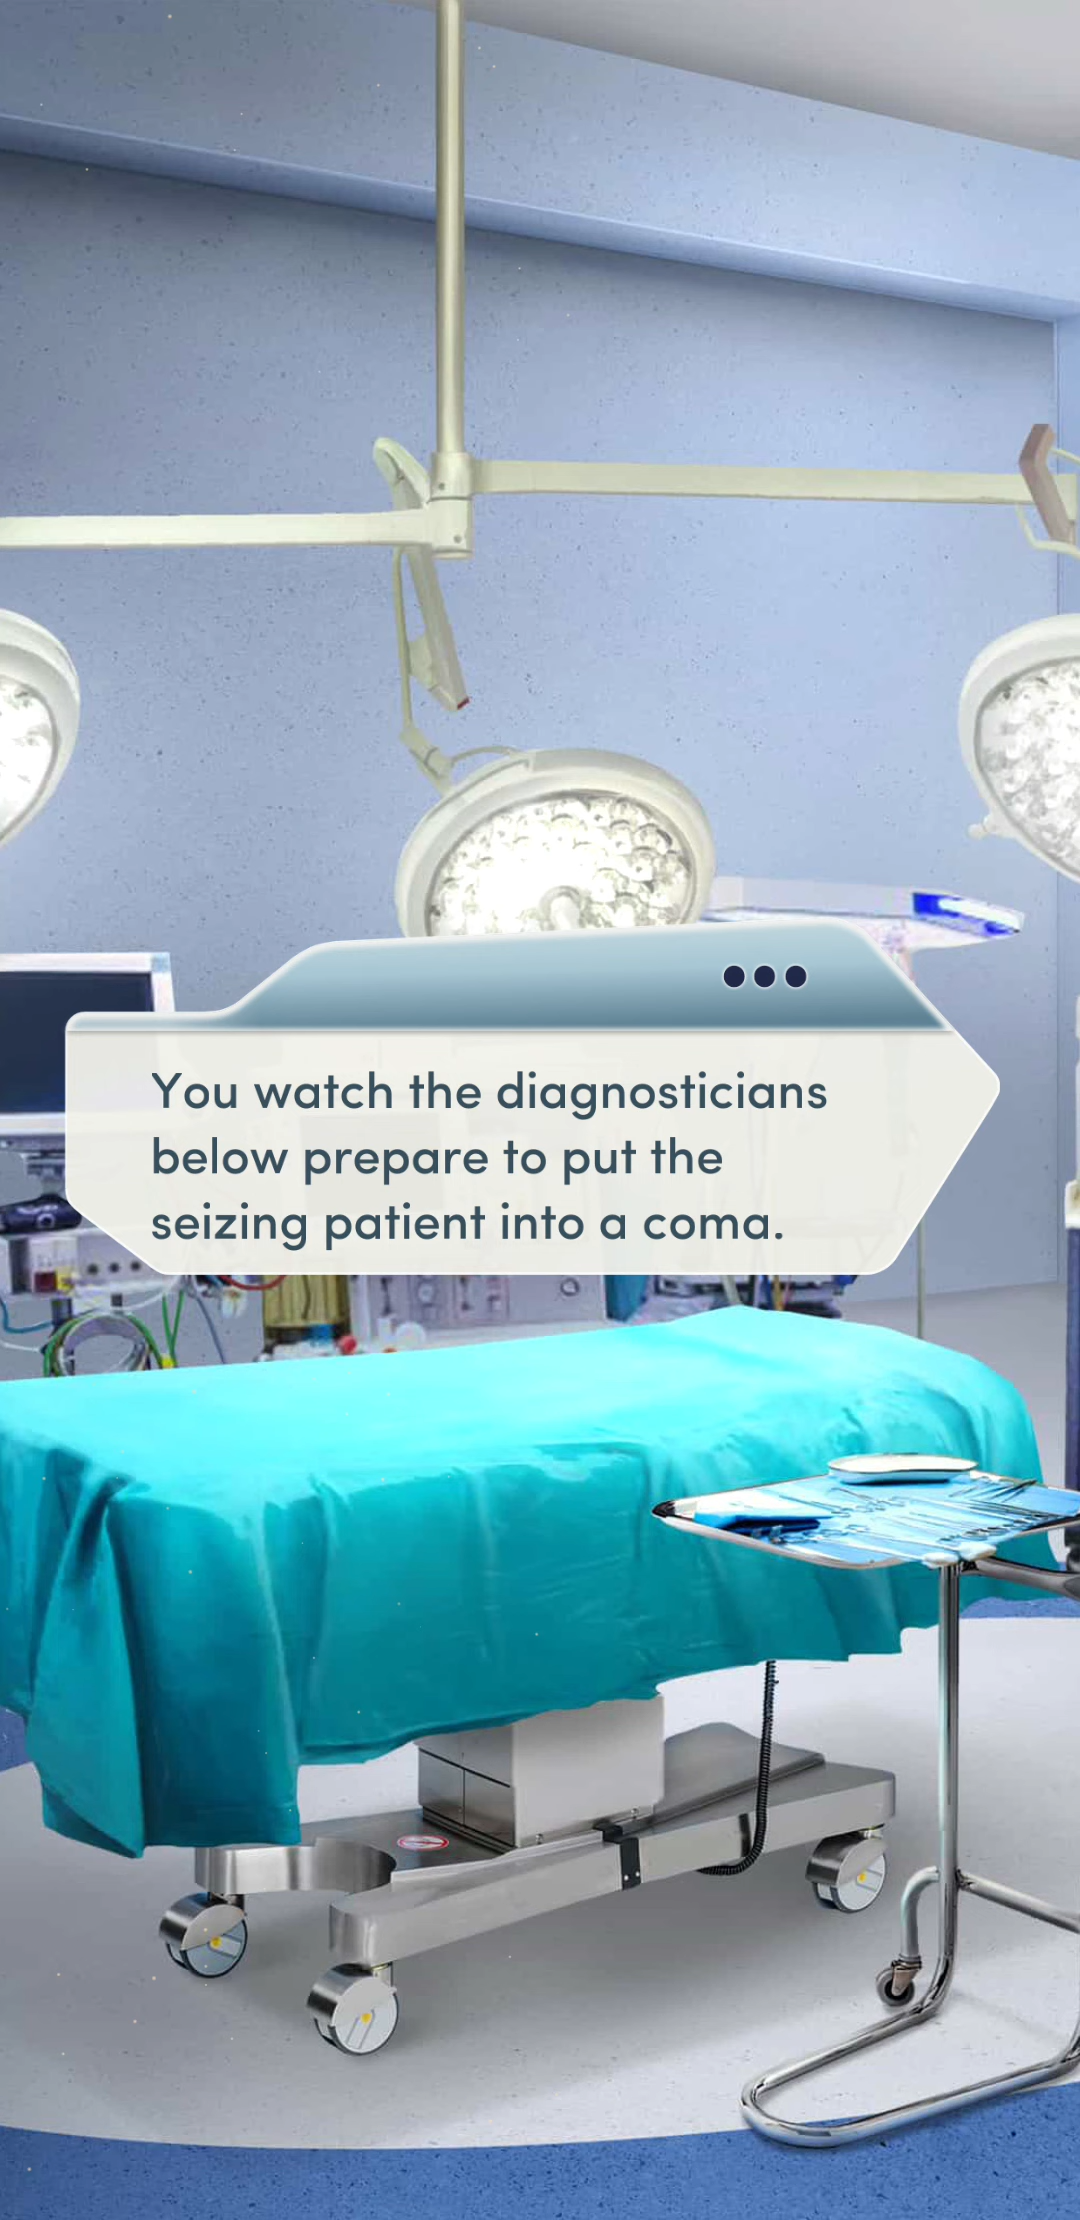 You watch the diagnosticians
below prepare to put the
seizing patient into a coma.